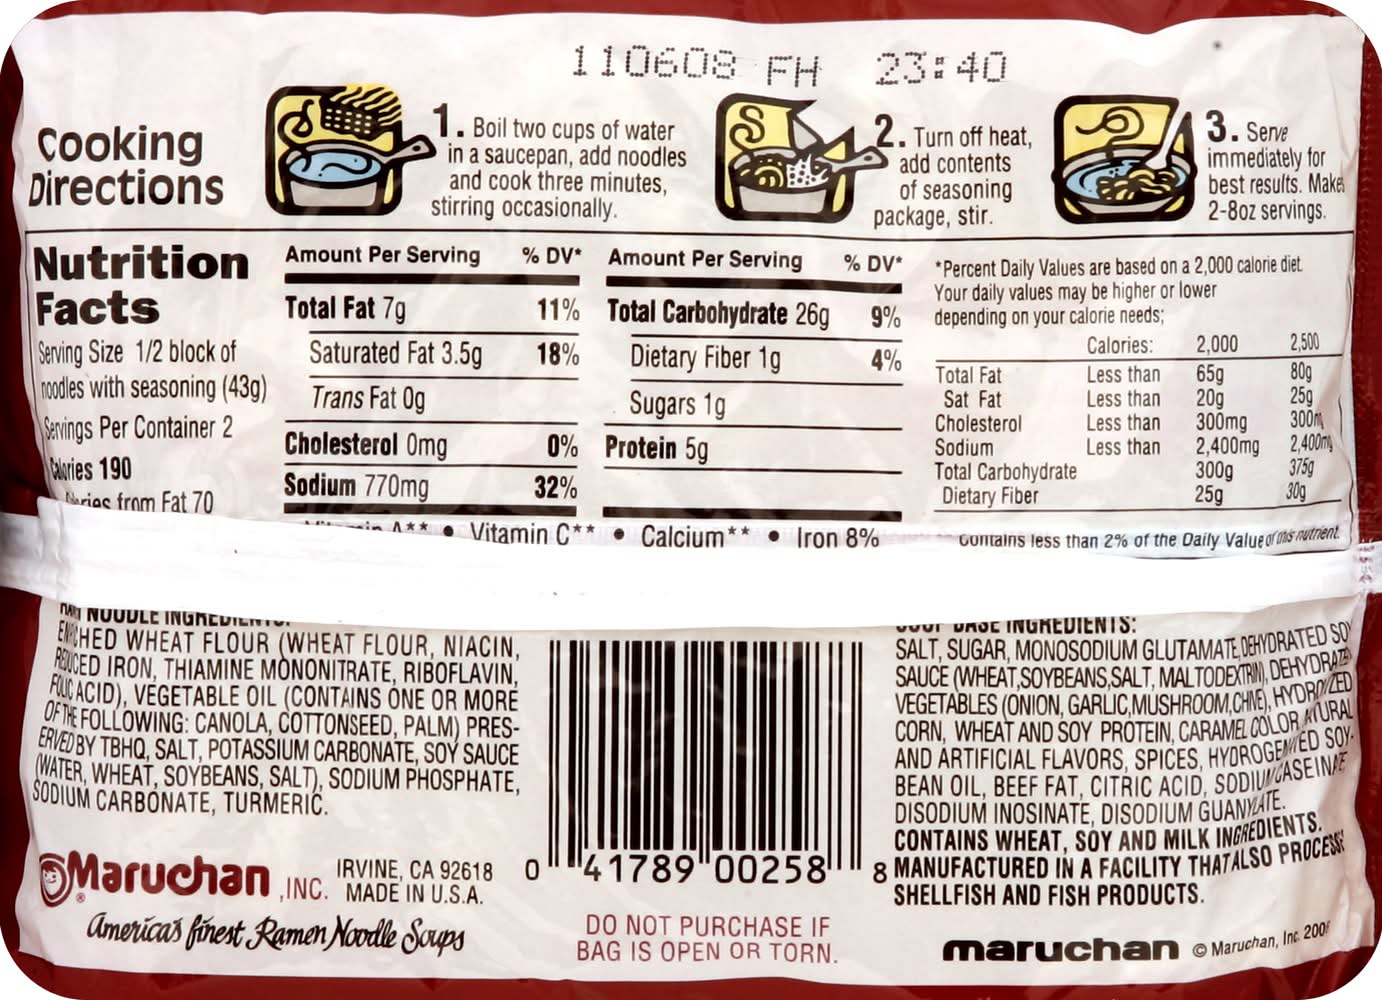 110608 FH 23:40
Cooking
Directions
1. Boil two cups of water
in a saucepan, add noodles
and cook three minutes,
stirring occasionally.
2. Turn off heat,
add contents
of seasoning
package, stir.
3. Serve
immediately for
best results. Makes
2-8oz servings.
Nutrition
Facts
Serving Size 1/2 block of
noodles with seasoning (43g)
Servings Per Container 2
Calories 190
Calories from Fat 70
Amount Per Serving % DV*
Total Fat 7g 11%
Saturated Fat 3.5g 18%
Trans Fat 0g
Cholesterol 0mg 0%
Sodium 770mg 32%
Amount Per Serving % DV*
Total Carbohydrate 26g 9%
Dietary Fiber 1g 4%
Sugars 1g
Protein 5g
Vitamin A** • Vitamin C** • Calcium** • Iron 8%
*Percent Daily Values are based on a 2,000 calorie diet.
Your daily values may be higher or lower
depending on your calorie needs;
Calories: 2,000 2,500
Total Fat Less than 65g 80g
Sat Fat Less than 20g 25g
Cholesterol Less than 300mg 300mg
Sodium Less than 2,400mg 2,400mg
Total Carbohydrate 300g 375g
Dietary Fiber 25g 30g
Contains less than 2% of the Daily Value of this nutrient.
NOODLE INGREDIENTS:
ENRICHED WHEAT FLOUR (WHEAT FLOUR, NIACIN,
REDUCED IRON, THIAMINE MONONITRATE, RIBOFLAVIN,
FOLIC ACID), VEGETABLE OIL (CONTAINS ONE OR MORE
OF THE FOLLOWING: CANOLA, COTTONSEED, PALM) PRES-
ERVED BY TBHQ, SALT, POTASSIUM CARBONATE, SOY SAUCE
(WATER, WHEAT, SOYBEANS, SALT), SODIUM PHOSPHATE,
SODIUM CARBONATE, TURMERIC.
Maruchan ®, INC. IRVINE, CA 92618
MADE IN U.S.A.
America's finest Ramen Noodle Soups
0 41789 00258 8
DO NOT PURCHASE IF
BAG IS OPEN OR TORN.
SOUP BASE INGREDIENTS:
SALT, SUGAR, MONOSODIUM GLUTAMATE, DEHYDRATED SOY
SAUCE (WHEAT, SOYBEANS, SALT, MALTODEXTRIN), DEHYDRATED
VEGETABLES (ONION, GARLIC, MUSHROOM, CHIVE), HYDROLYZED
CORN, WHEAT AND SOY PROTEIN, CARAMEL COLOR, NATURAL
AND ARTIFICIAL FLAVORS, SPICES, HYDROGENATED SOY-
BEAN OIL, BEEF FAT, CITRIC ACID, SODIUM CASEINATE,
DISODIUM INOSINATE, DISODIUM GUANYLATE.
CONTAINS WHEAT, SOY AND MILK INGREDIENTS.
MANUFACTURED IN A FACILITY THAT ALSO PROCESSES
SHELLFISH AND FISH PRODUCTS.
maruchan © Maruchan, Inc.